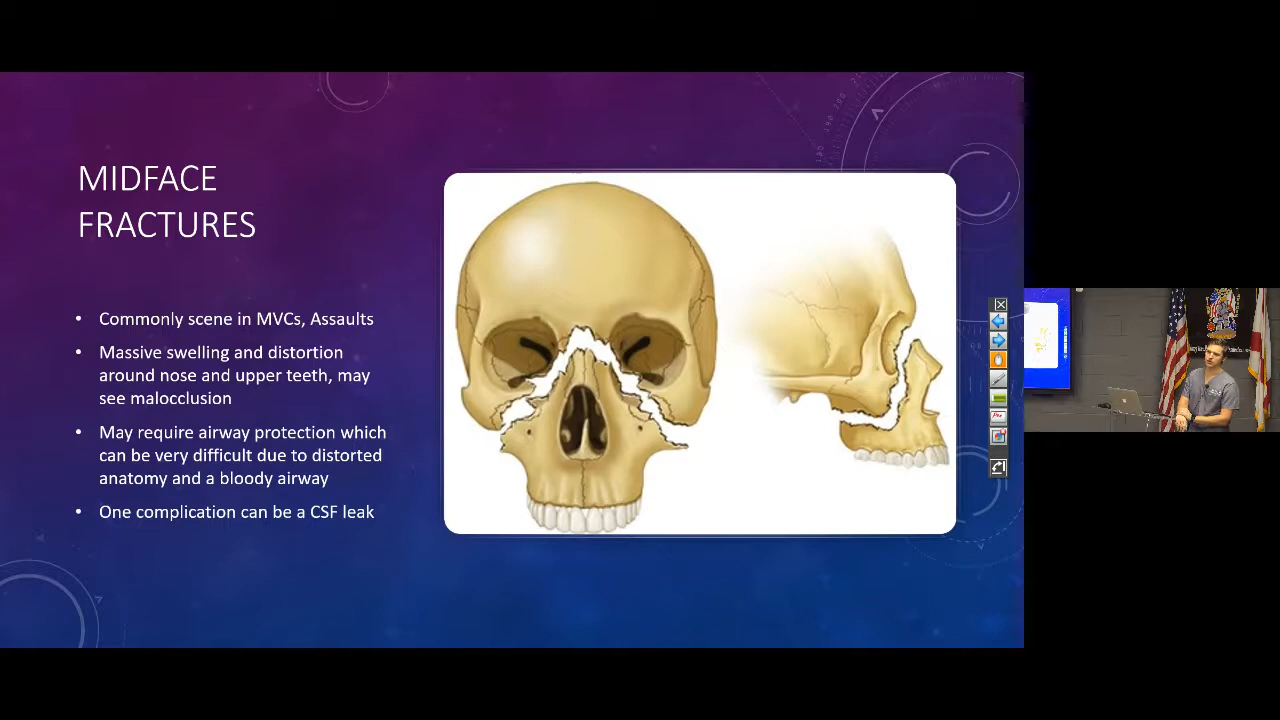 MIDFACE
FRACTURES
• Commonly scene in MVCs, Assaults
• Massive swelling and distortion
around nose and upper teeth, may
see malocclusion
• May require airway protection which
can be very difficult due to distorted
anatomy and a bloody airway
• One complication can be a CSF leak